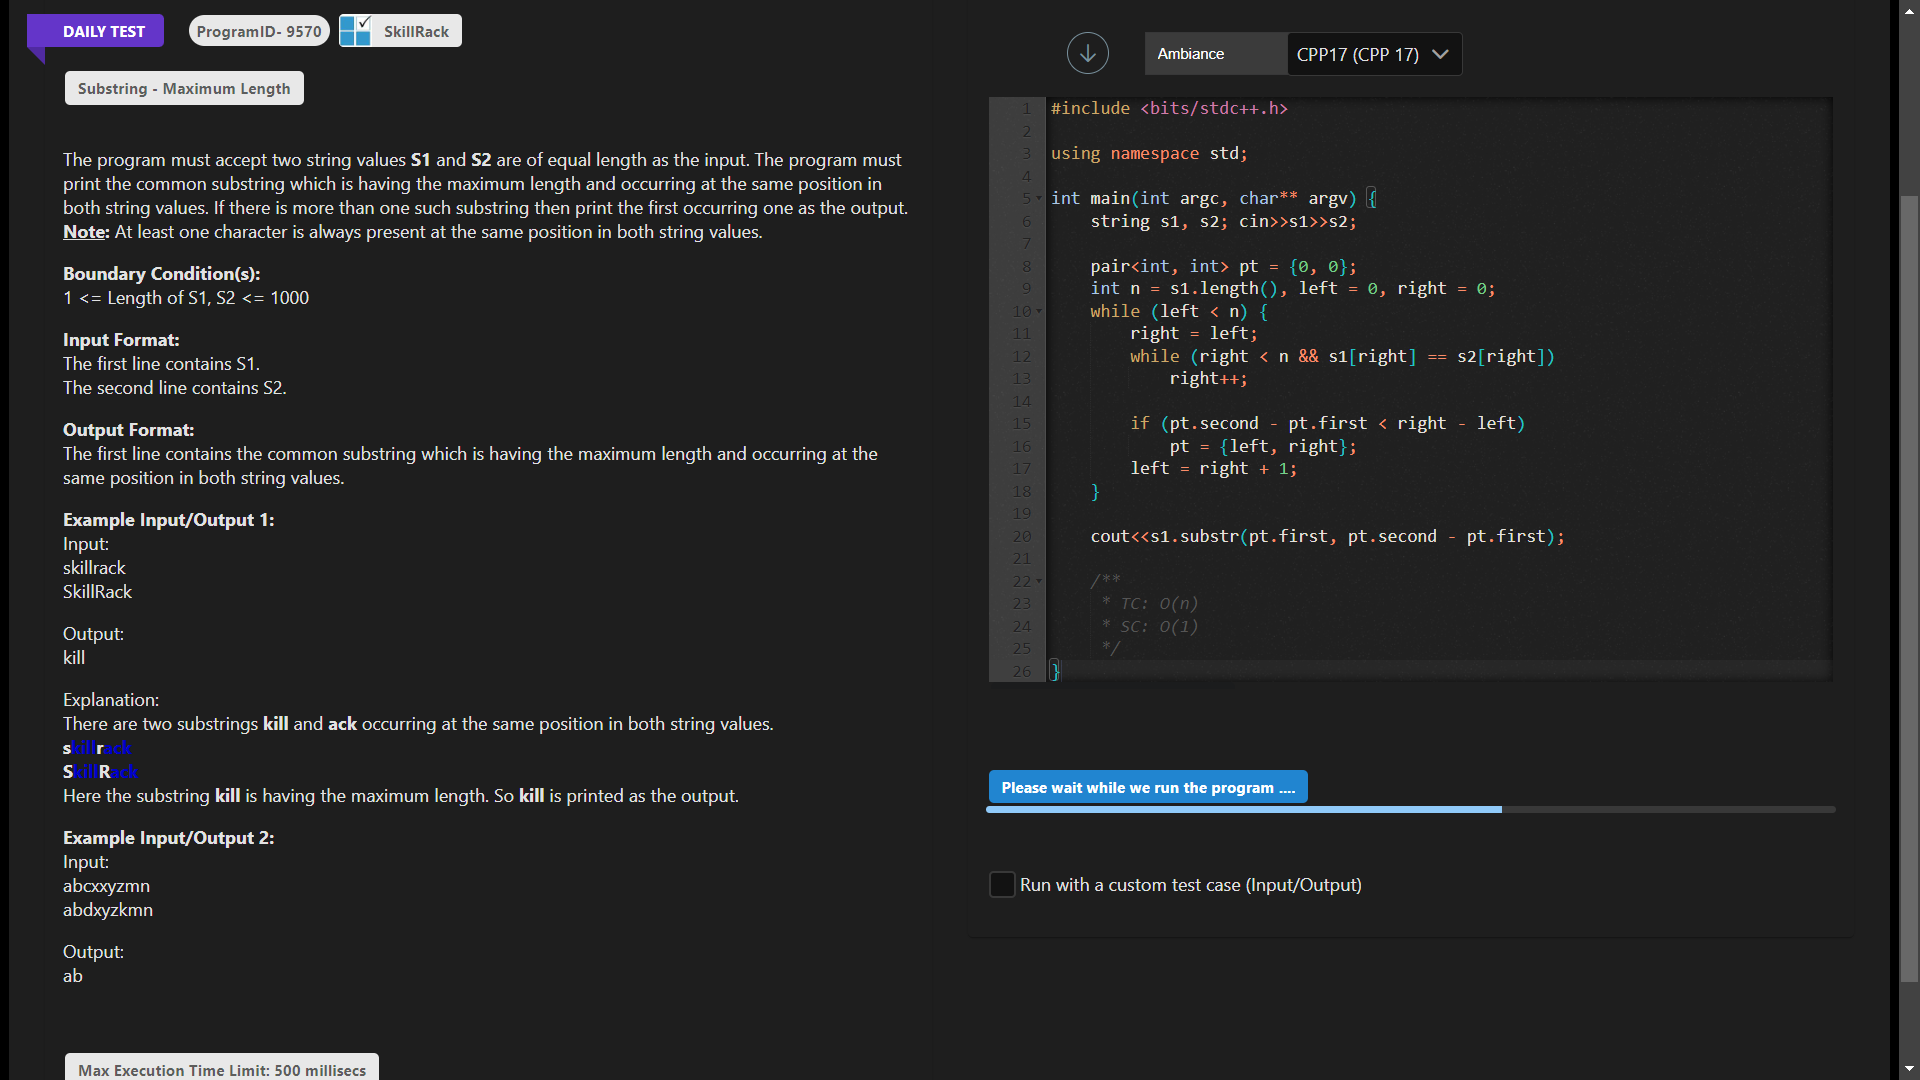 DAILY TEST
ProgramID- 9570
SkillRack
Substring - Maximum Length
The program must accept two string values S1 and S2 are of equal length as the input. The program must
print the common substring which is having the maximum length and occurring at the same position in
both string values. If there is more than one such substring then print the first occurring one as the output.
Note: At least one character is always present at the same position in both string values.
Boundary Condition(s):
1 <= Length of S1, S2 <= 1000
Input Format:
The first line contains S1.
The second line contains S2.
Output Format:
The first line contains the common substring which is having the maximum length and occurring at the
same position in both string values.
Example Input/Output 1:
Input:
skillrack
SkillRack
Output:
kill
Explanation:
There are two substrings kill and ack occurring at the same position in both string values.
skillrack
SkillRack
Here the substring kill is having the maximum length. So kill is printed as the output.
Example Input/Output 2:
Input:
abcxxyzmn
abdxyzkmn
Output:
ab
Max Execution Time Limit: 500 millisecs
Ambiance
CPP17 (CPP 17)
1 #include <bits/stdc++.h>
2
3 using namespace std;
4
5 int main(int argc, char** argv) {
6 string s1, s2; cin>>s1>>s2;
7
8 pair<int, int> pt = {0, 0};
9 int n = s1.length(), left = 0, right = 0;
10 while (left < n) {
11 right = left;
12 while (right < n && s1[right] == s2[right])
13 right++;
14
15 if (pt.second - pt.first < right - left)
16 pt = {left, right};
17 left = right + 1;
18 }
19
20 cout<<s1.substr(pt.first, pt.second - pt.first);
21
22 /**
23 * TC: O(n)
24 * SC: O(1)
25 */
26 }
Please wait while we run the program ....
Run with a custom test case (Input/Output)